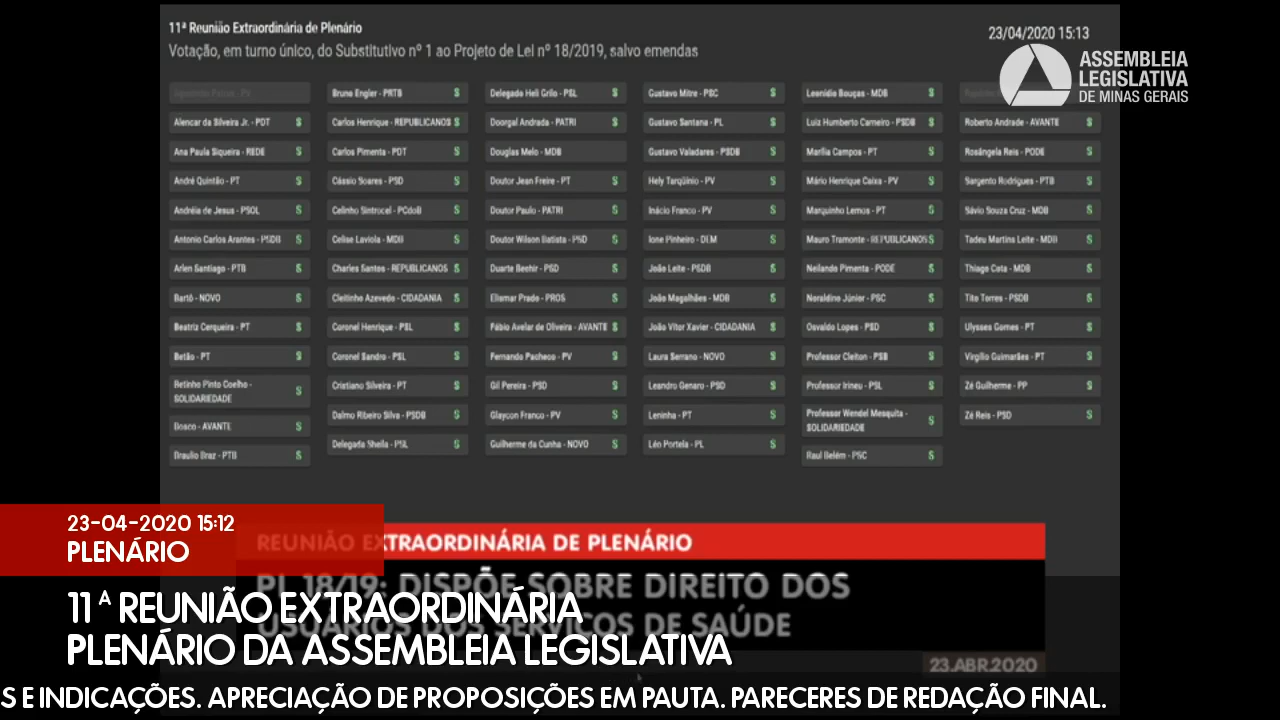 11ª Reunião Extraordinária de Plenário
23/04/2020 15:13
Votação, em turno único, do Substitutivo nº 1 ao Projeto de Lei nº 18/2019, salvo emendas
ASSEMBLEIA
LEGISLATIVA
DE MINAS GERAIS
Alencar da Silveira Jr. - PDT S
Ana Paula Siqueira - REDE S
André Quintão - PT S
Andréia de Jesus - PSOL S
Antonio Carlos Arantes - PSDB S
Arlen Santiago - PTB S
Bartô - NOVO S
Beatriz Cerqueira - PT S
Betão - PT S
Betinho Pinto Coelho -
SOLIDARIEDADE S
Bosco - AVANTE S
Braulio Braz - PTB S
Bruno Engler - PRTB S
Carlos Henrique - REPUBLICANOS S
Carlos Pimenta - PDT S
Cássio Soares - PSD S
Celinho Sintrocel - PCdoB S
Celise Laviola - MDB S
Charles Santos - REPUBLICANOS S
Cleitinho Azevedo - CIDADANIA S
Coronel Henrique - PSL S
Coronel Sandro - PSL S
Cristiano Silveira - PT S
Dalmo Ribeiro Silva - PSDB S
Delegada Sheila - PSL S
Delegado Heli Grilo - PSL S
Doorgal Andrada - PATRI S
Douglas Melo - MDB
Doutor Jean Freire - PT S
Doutor Paulo - PATRI S
Doutor Wilson Batista - PSD S
Duarte Bechir - PSD S
Elismar Prado - PROS S
Fábio Avelar de Oliveira - AVANTE S
Fernando Pacheco - PV S
Gil Pereira - PSD S
Glaycon Franco - PV S
Guilherme da Cunha - NOVO S
Gustavo Mitre - PSC S
Gustavo Santana - PL S
Gustavo Valadares - PSDB S
Hely Tarqüínio - PV S
Inácio Franco - PV S
Ione Pinheiro - DEM S
João Leite - PSDB S
João Magalhães - MDB S
João Vítor Xavier - CIDADANIA S
Laura Serrano - NOVO S
Leandro Genaro - PSD S
Leninha - PT S
Léo Portela - PL S
Leonídio Bouças - MDB S
Luiz Humberto Carneiro - PSDB S
Marília Campos - PT S
Mário Henrique Caixa - PV S
Marquinho Lemos - PT S
Mauro Tramonte - REPUBLICANOS S
Neilando Pimenta - PODE S
Noraldino Júnior - PSC S
Osvaldo Lopes - PSD S
Professor Cleiton - PSB S
Professor Irineu - PSL S
Professor Wendel Mesquita -
SOLIDARIEDADE S
Raul Belém - PSC S
Roberto Andrade - AVANTE S
Rosângela Reis - PODE S
Sargento Rodrigues - PTB S
Sávio Souza Cruz - MDB S
Tadeu Martins Leite - MDB S
Thiago Cota - MDB S
Tito Torres - PSDB S
Ulysses Gomes - PT S
Virgílio Guimarães - PT S
Zé Guilherme - PP S
Zé Reis - PSD S
23-04-2020 15:12
PLENÁRIO
REUNIÃO EXTRAORDINÁRIA DE PLENÁRIO
PL 18/19: DISPÕE SOBRE DIREITO DOS
USUÁRIOS DOS SERVIÇOS DE SAÚDE
11ª REUNIÃO EXTRAORDINÁRIA
PLENÁRIO DA ASSEMBLEIA LEGISLATIVA
23.ABR.2020
S E INDICAÇÕES. APRECIAÇÃO DE PROPOSIÇÕES EM PAUTA. PARECERES DE REDAÇÃO FINAL.